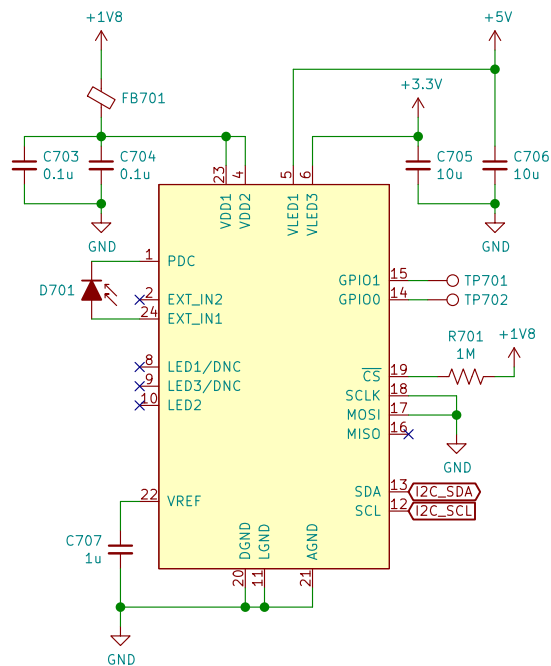 +1V8
+5V
+3.3V
FB701
C703
0.1u
C704
0.1u
C705
10u
C706
10u
GND
GND
23
4
5
6
VDD1
VDD2
VLED1
VLED3
1
PDC
D701
2
EXT_IN2
24
EXT_IN1
GPIO1
15
TP701
GPIO0
14
TP702
8
LED1/DNC
9
LED3/DNC
10
LED2
R701
1M
+1V8
CS
19
SCLK
18
MOSI
17
MISO
16
GND
22
VREF
SDA
13
I2C_SDA
SCL
12
I2C_SCL
C707
1u
DGND
LGND
AGND
20
11
21
GND